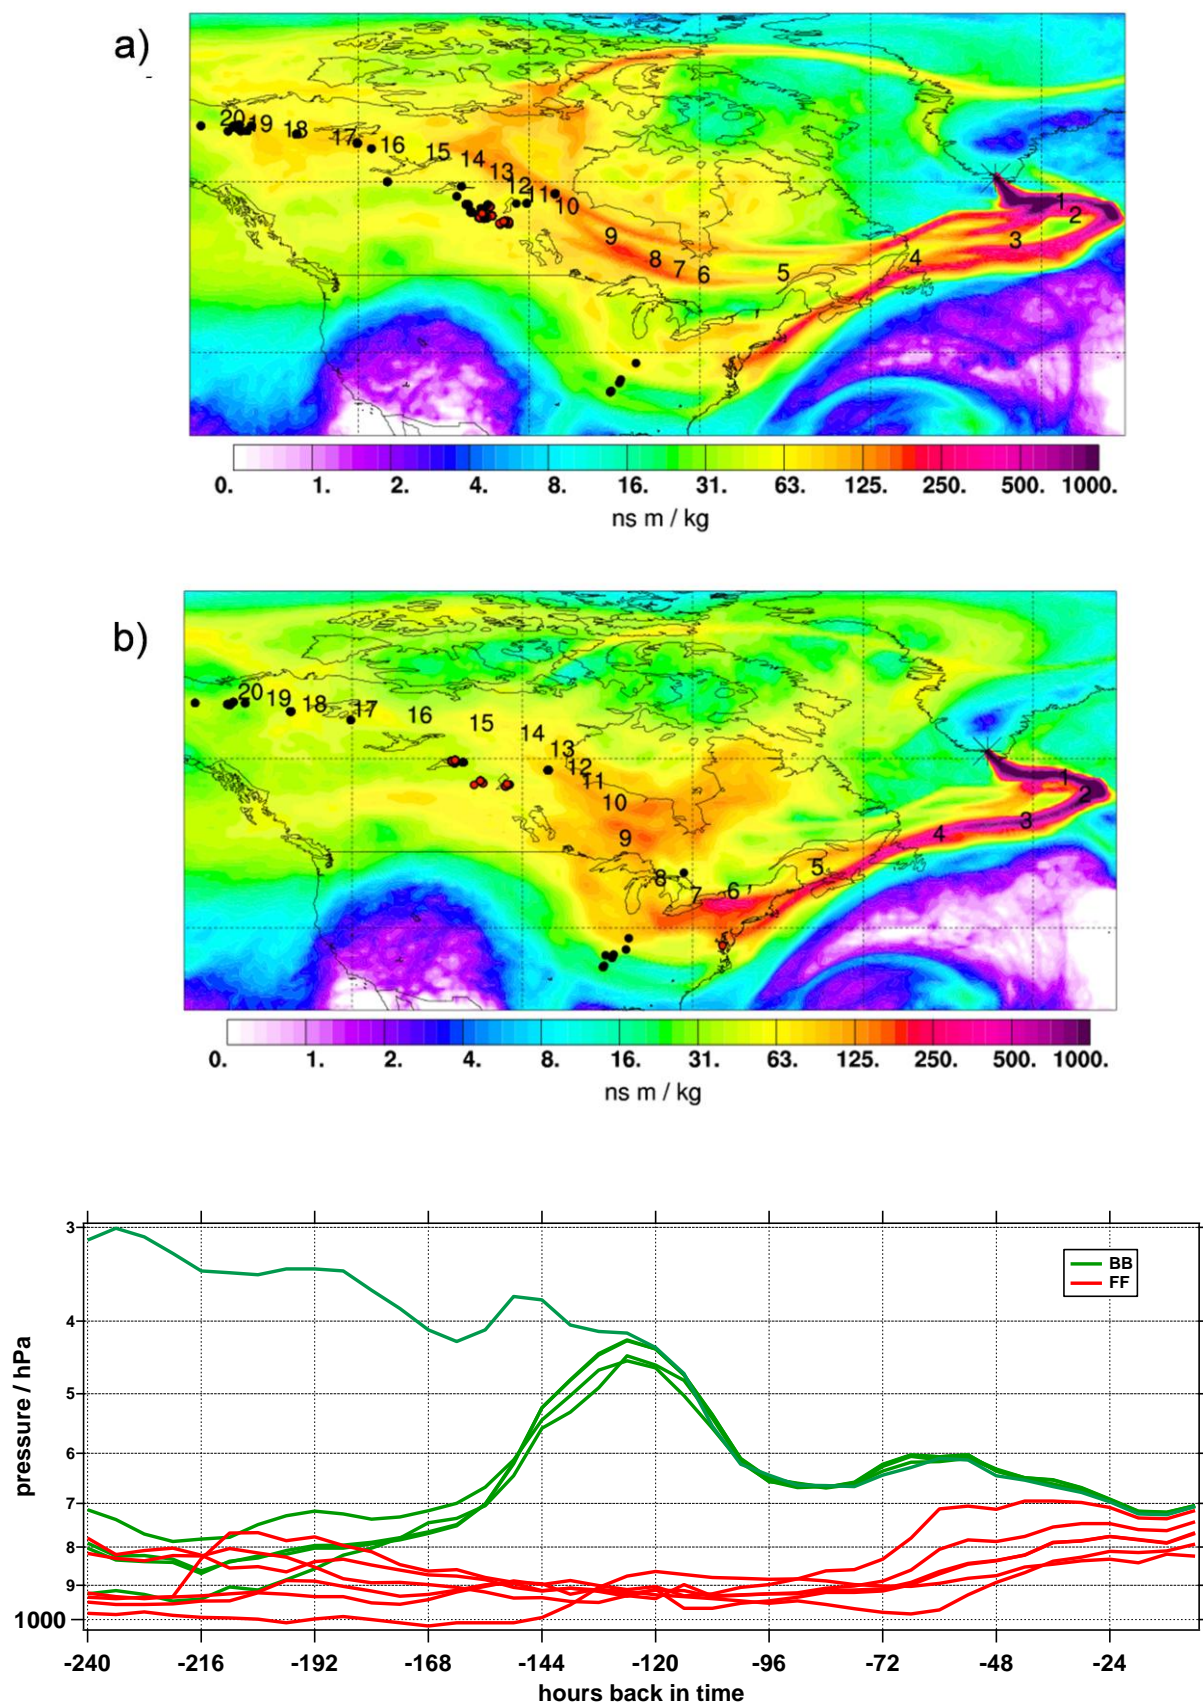 a)
20 19 18 17 16 15 14 13 12 11 10
9 8 7 6 5 4 3 2 1
0. 1. 2. 4. 8. 16. 31. 63. 125. 250. 500. 1000.
ns m / kg
b)
20 19 18 17 16 15 14 13 12 11 10
9 8 7 6 5 4 3 2 1
0. 1. 2. 4. 8. 16. 31. 63. 125. 250. 500. 1000.
ns m / kg
pressure / hPa
3
4
5
6
7
8
9
1000
BB
FF
-240 -216 -192 -168 -144 -120 -96 -72 -48 -24
hours back in time